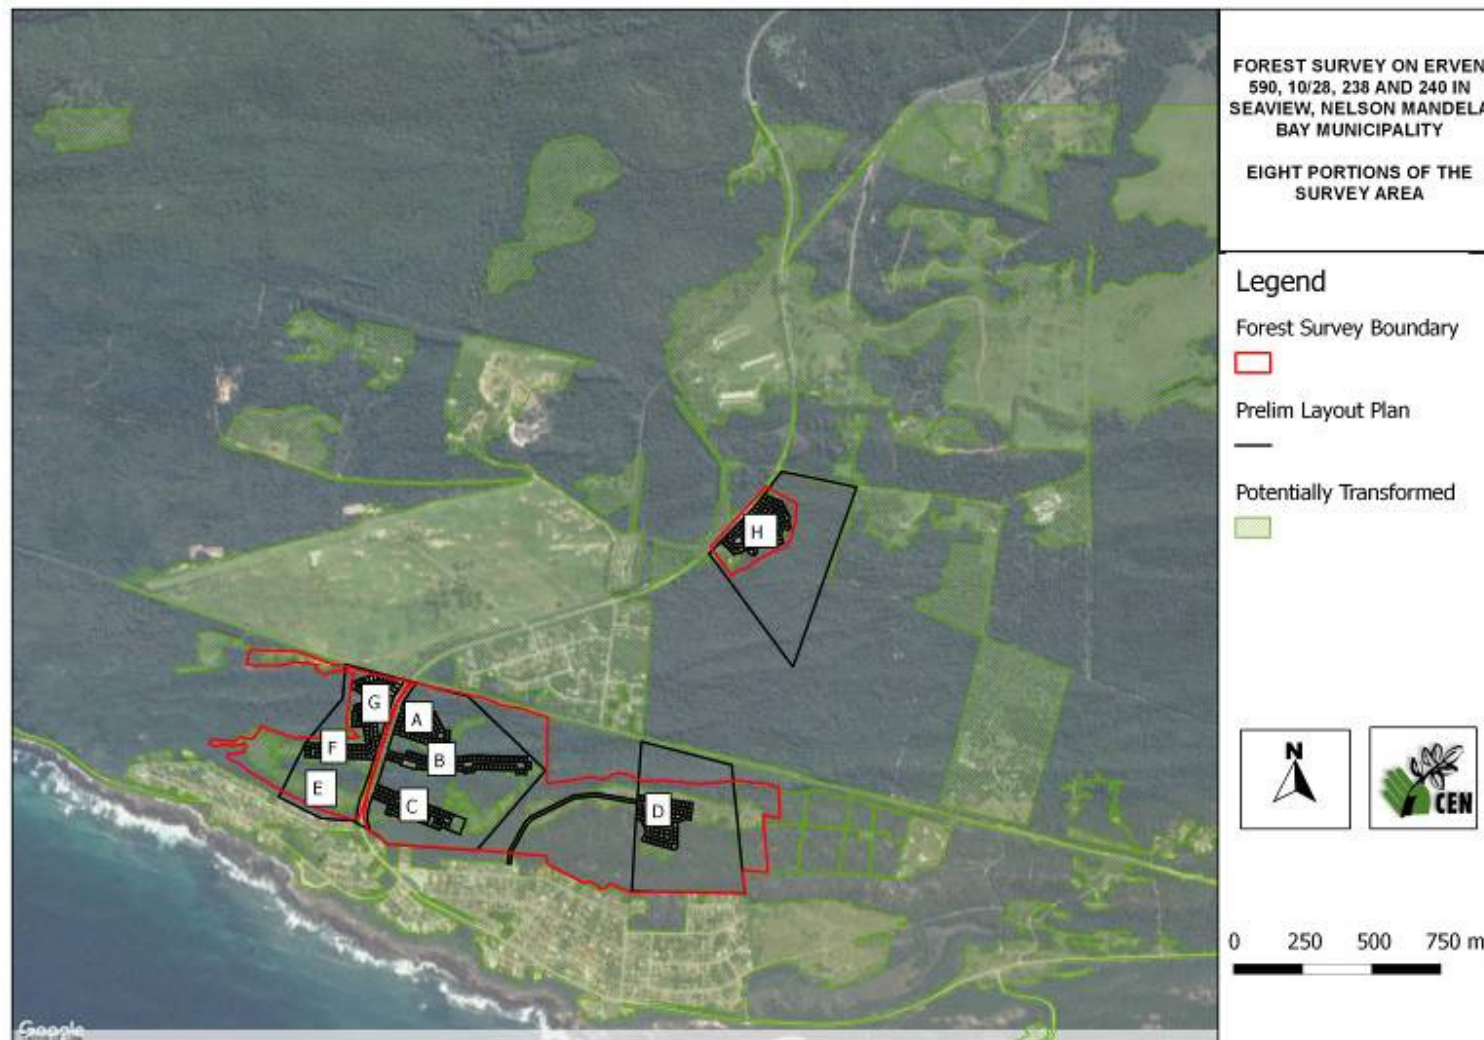 FOREST SURVEY ON ERVEN
590, 10/28, 238 AND 240 IN
SEAVIEW, NELSON MANDELA
BAY MUNICIPALITY
EIGHT PORTIONS OF THE
SURVEY AREA
Legend
Forest Survey Boundary
Prelim Layout Plan
Potentially Transformed
H
G
A
F
B
E
C
D
N
CEN
0 250 500 750 m
Google